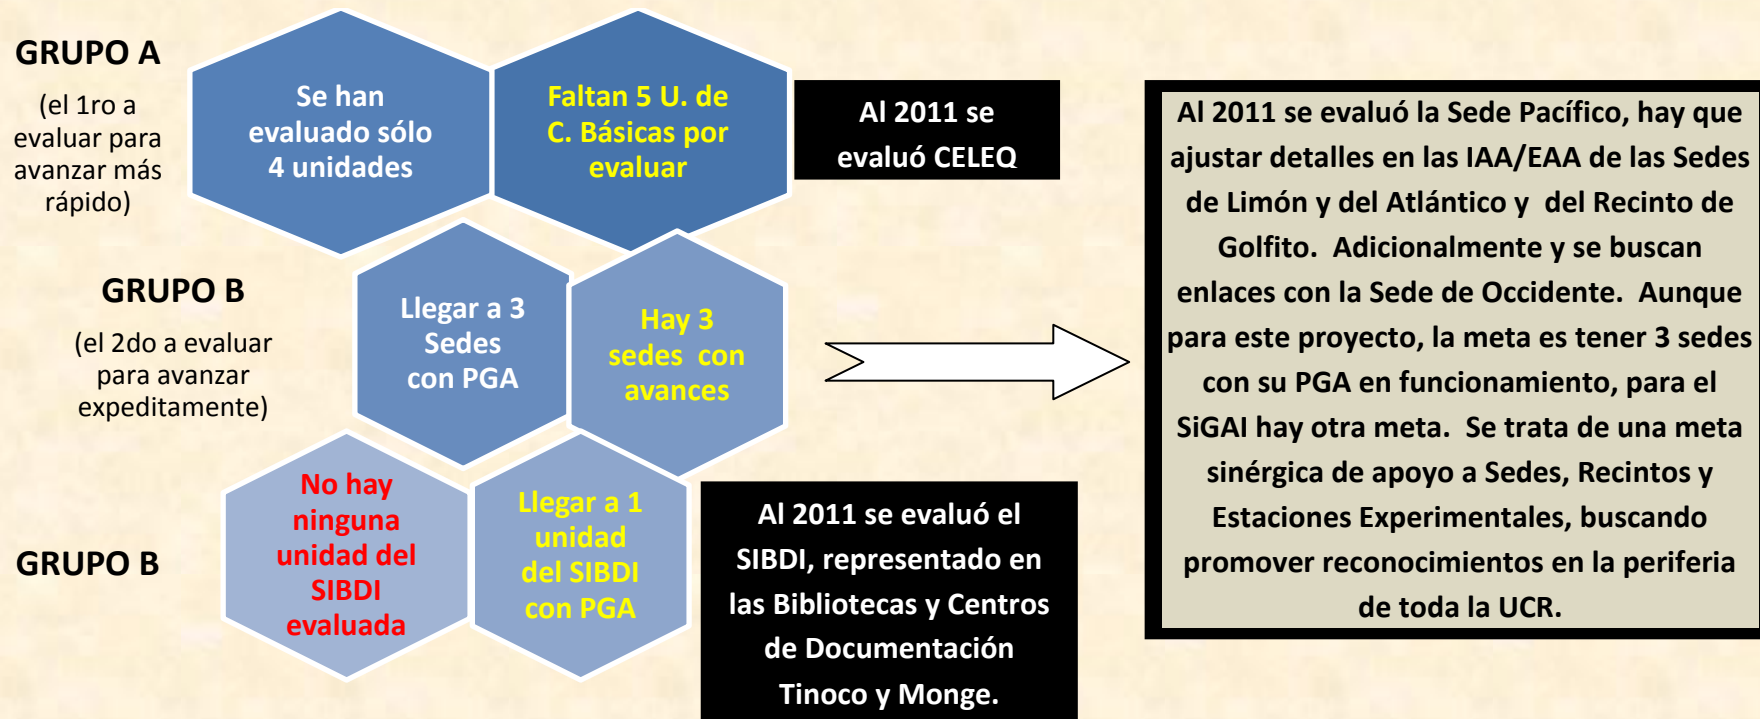 GRUPO A
(el 1ro a
evaluar para
avanzar más
rápido)
Se han
evaluado sólo
4 unidades
Faltan 5 U. de
C. Básicas por
evaluar
Al 2011 se
evaluó CELEQ
GRUPO B
(el 2do a evaluar
para avanzar
expeditamente)
Llegar a 3
Sedes
con PGA
Hay 3
sedes con
avances
Al 2011 se evaluó la Sede Pacífico, hay que
ajustar detalles en las IAA/EAA de las Sedes
de Limón y del Atlántico y del Recinto de
Golfito. Adicionalmente y se buscan
enlaces con la Sede de Occidente. Aunque
para este proyecto, la meta es tener 3 sedes
con su PGA en funcionamiento, para el
SiGAI hay otra meta. Se trata de una meta
sinérgica de apoyo a Sedes, Recintos y
Estaciones Experimentales, buscando
promover reconocimientos en la periferia
de toda la UCR.
GRUPO B
No hay
ninguna
unidad del
SIBDI
evaluada
Llegar a 1
unidad
del SIBDI
con PGA
Al 2011 se evaluó el
SIBDI, representado en
las Bibliotecas y Centros
de Documentación
Tinoco y Monge.